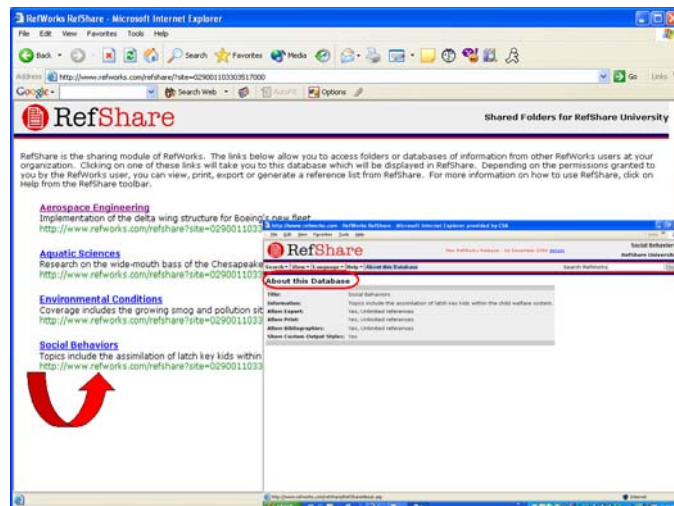 RefWorks RefShare - Microsoft Internet Explorer
File Edit View Favorites Tools Help
Back Search Favorites Media
Address http://www.refworks.com/refshare/?site=029001103303517000 Go Links
Google Search Web Options
RefShare Shared Folders for RefShare University
RefShare is the sharing module of RefWorks. The links below allow you to access folders or databases of information from other RefWorks users at your
organization. Clicking on one of these links will take you to this database which will be displayed in RefShare. Depending on the permissions granted to
you by the RefWorks user, you can view, print, export or generate a reference list from RefShare. For more information on how to use RefShare, click on
Help from the RefShare toolbar.
Aerospace Engineering
Implementation of the delta wing structure for Boeing's new fleet
http://www.refworks.com/refshare?site=0290011033
Aquatic Sciences
Research on the wide-mouth bass of the Chesapeake
http://www.refworks.com/refshare?site=0290011033
Environmental Conditions
Coverage includes the growing smog and pollution sit
http://www.refworks.com/refshare?site=0290011033
Social Behaviors
Topics include the assimilation of latch key kids within
http://www.refworks.com/refshare?site=0290011033
RefShare Social Behavior
RefShare Universit
Search View Language Help About this Database Search RefWorks
About this Database
Title: Social Behaviors
Information: Topics include the assimilation of latch key kids within the child welfare system.
Allow Export: Yes, Unlimited references
Allow Print: Yes, Unlimited references
Allow Bibliographies: Yes, Unlimited references
Share Custom Output Styles: Yes
Internet